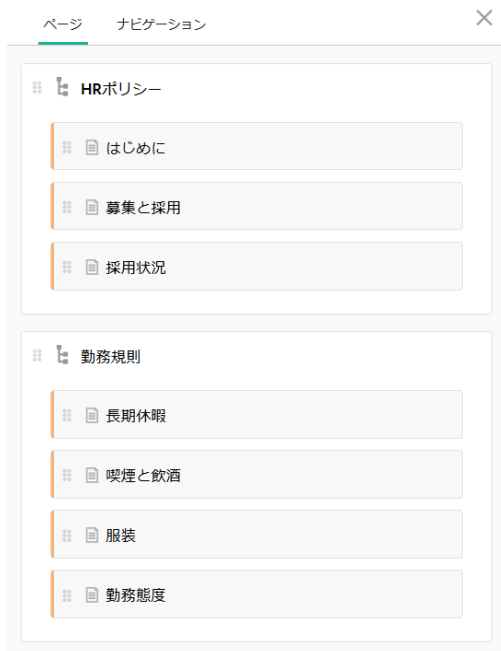 ページ ナビゲーション
HRポリシー
はじめに
募集と採用
採用状況
勤務規則
長期休暇
喫煙と飲酒
服装
勤務態度